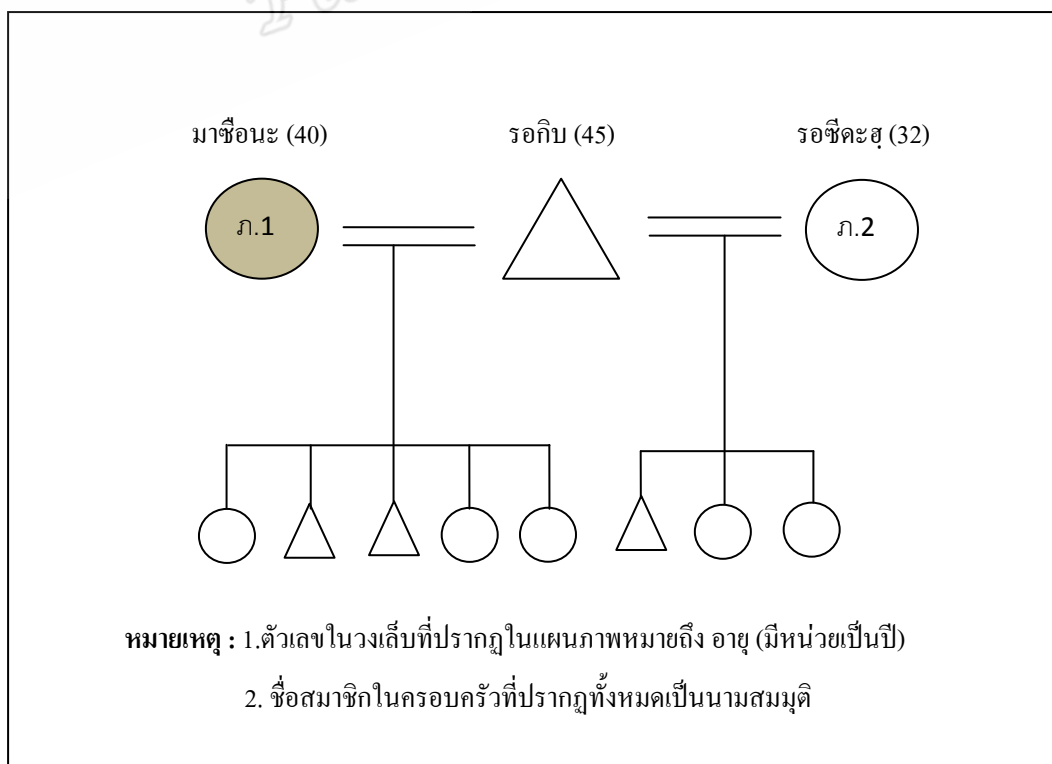 มาซือนะ (40) รอกิบ (45) รอซีดะฮฺ (32)
ภ.1 ภ.2
หมายเหตุ : 1.ตัวเลขในวงเล็บที่ปรากฏในแผนภาพหมายถึง อายุ (มีหน่วยเป็นปี)
2. ชื่อสมาชิกในครอบครัวที่ปรากฏทั้งหมดเป็นนามสมมุติ